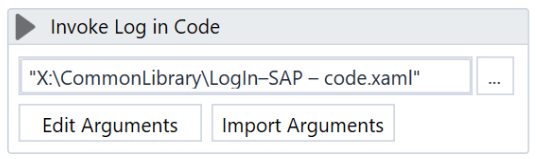 Invoke Log in Code
"X:\CommonLibrary\LogIn–SAP – code.xaml"
...
Edit Arguments
Import Arguments